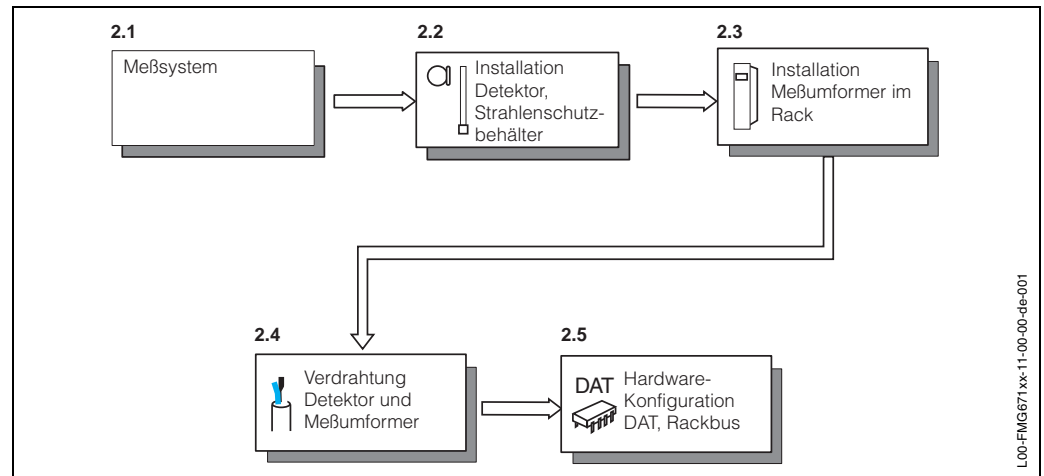 2.1
Meßsystem
2.2
Installation
Detektor,
Strahlenschutz-
behälter
2.3
Installation
Meßumformer im
Rack
2.4
Verdrahtung
Detektor und
Meßumformer
2.5
DAT
Hardware-
Konfiguration
DAT, Rackbus
L00-FMG671xx-11-00-00-de-001